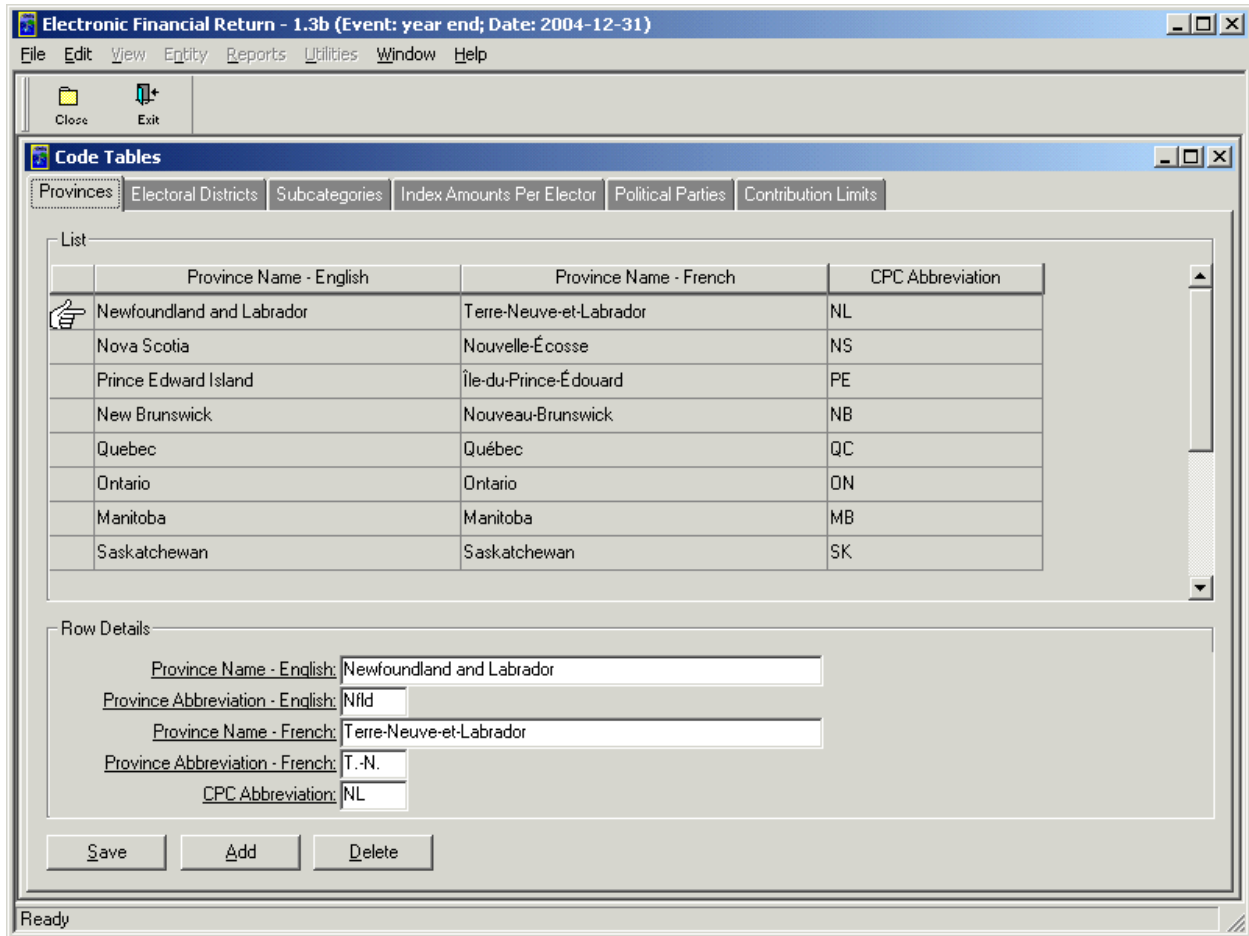 Electronic Financial Return - 1.3b (Event: year end; Date: 2004-12-31)
File Edit View Entity Reports Utilities Window Help
Close Exit
Code Tables
Provinces Electoral Districts Subcategories Index Amounts Per Elector Political Parties Contribution Limits
List
Province Name - English Province Name - French CPC Abbreviation
Newfoundland and Labrador Terre-Neuve-et-Labrador NL
Nova Scotia Nouvelle-Écosse NS
Prince Edward Island Île-du-Prince-Édouard PE
New Brunswick Nouveau-Brunswick NB
Quebec Québec QC
Ontario Ontario ON
Manitoba Manitoba MB
Saskatchewan Saskatchewan SK
Row Details
Province Name - English: Newfoundland and Labrador
Province Abbreviation - English: Nfld
Province Name - French: Terre-Neuve-et-Labrador
Province Abbreviation - French: T.-N.
CPC Abbreviation: NL
Save Add Delete
Ready